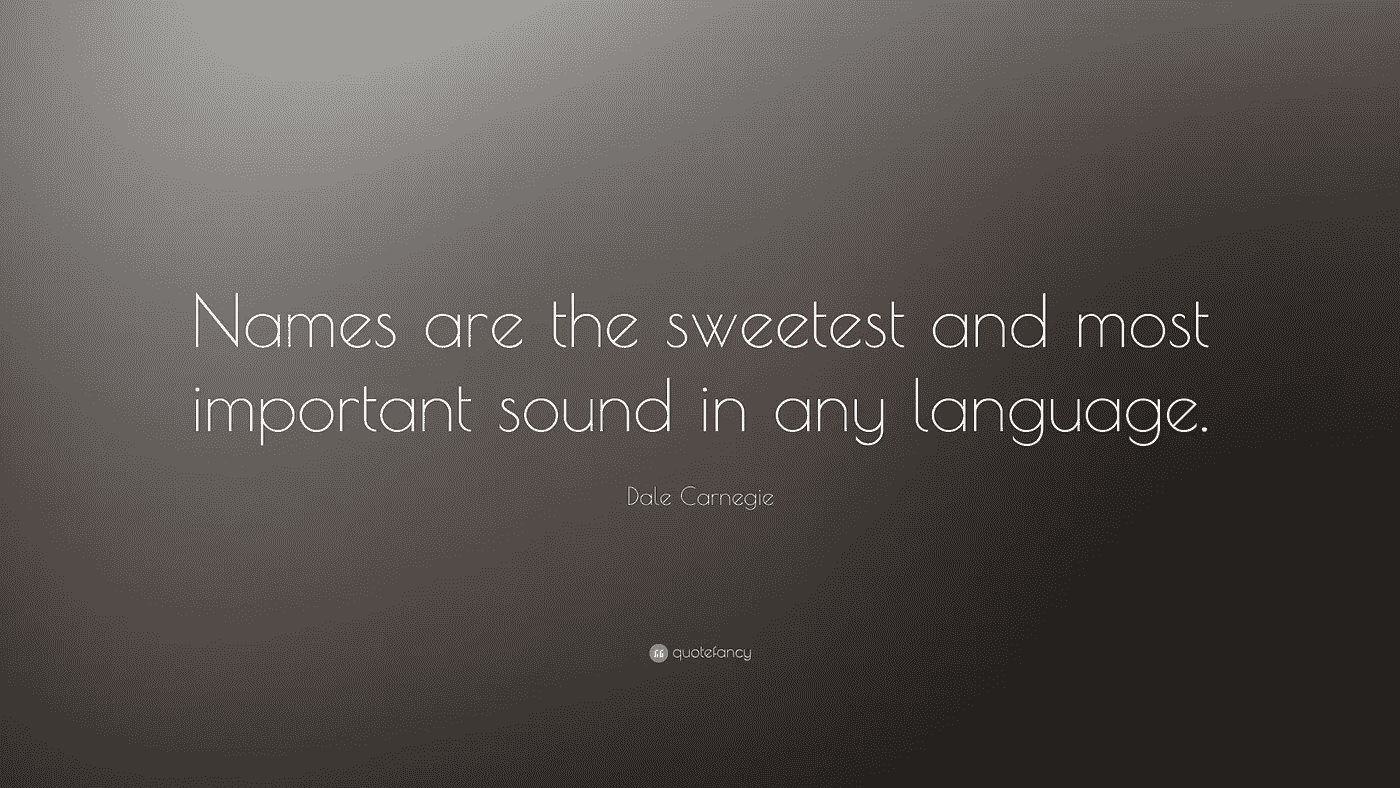 Names are the sweetest and most
important sound in any language.
Dale Carnegie
quotefancy